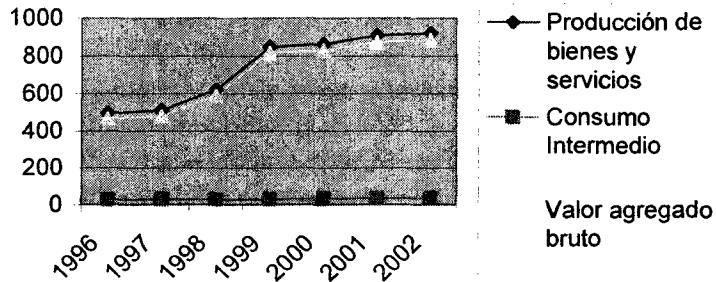 1000
800
600
400
200
0
1996
1997
1998
1999
2000
2001
2002
Producción de
bienes y
servicios
Consumo
Intermedio
Valor agregado
bruto